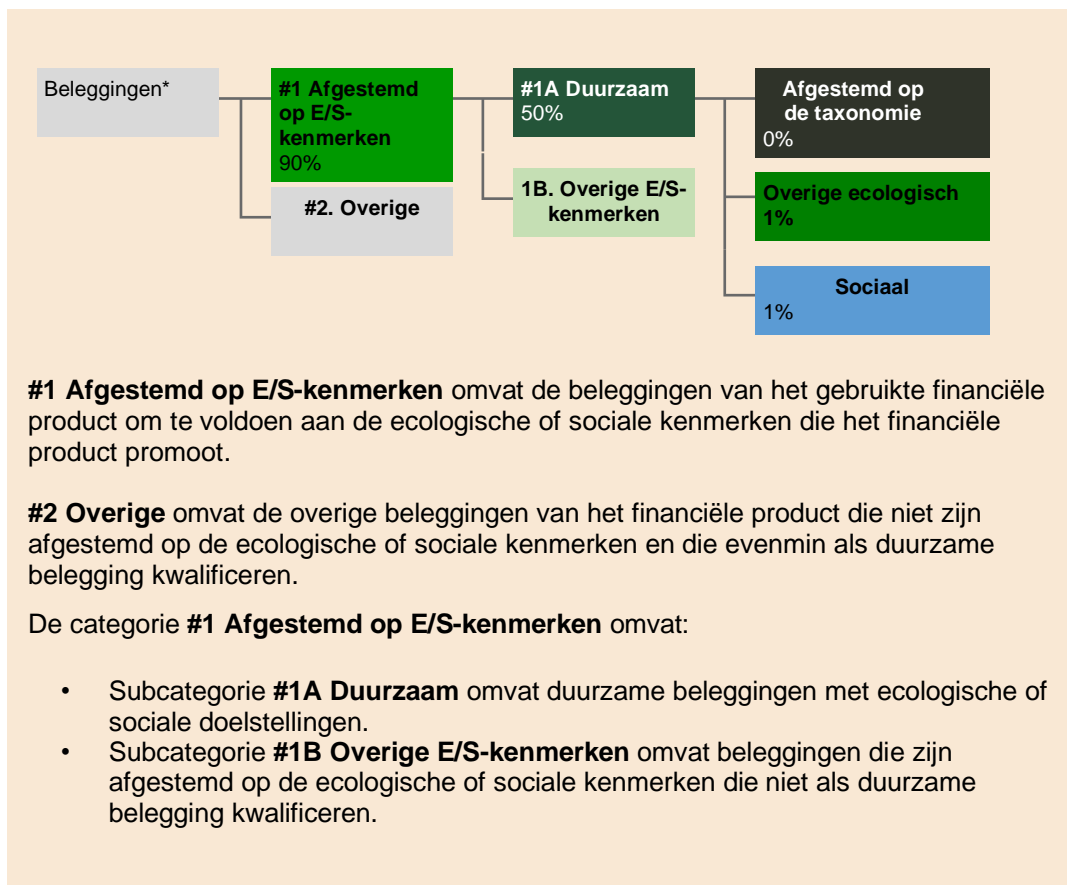 Beleggingen*
#1 Afgestemd
op E/S-
kenmerken
90%
#2. Overige
#1A Duurzaam
50%
1B. Overige E/S-
kenmerken
Afgestemd op
de taxonomie
0%
Overige ecologisch
1%
Sociaal
1%
#1 Afgestemd op E/S-kenmerken omvat de beleggingen van het gebruikte financiële
product om te voldoen aan de ecologische of sociale kenmerken die het financiële
product promoot.
#2 Overige omvat de overige beleggingen van het financiële product die niet zijn
afgestemd op de ecologische of sociale kenmerken en die evenmin als duurzame
belegging kwalificeren.
De categorie #1 Afgestemd op E/S-kenmerken omvat:
• Subcategorie #1A Duurzaam omvat duurzame beleggingen met ecologische of
sociale doelstellingen.
• Subcategorie #1B Overige E/S-kenmerken omvat beleggingen die zijn
afgestemd op de ecologische of sociale kenmerken die niet als duurzame
belegging kwalificeren.